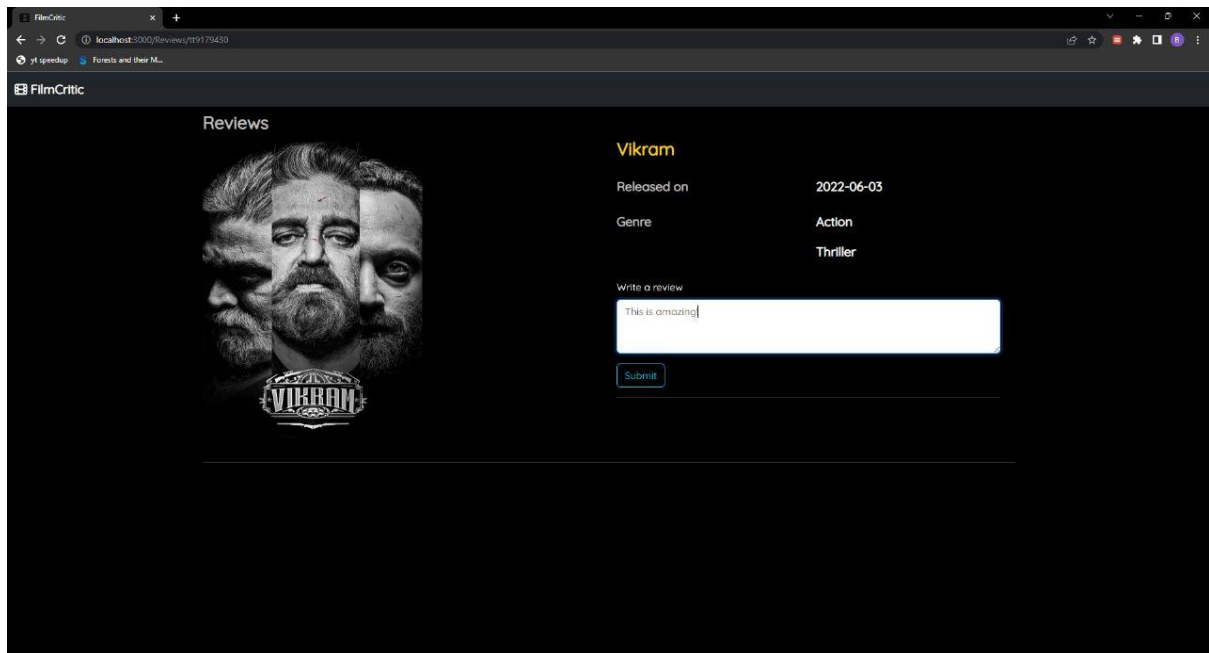 FilmCritic
localhost:3000/Reviews/tt9179430
yt speedup Forests and their M...
FilmCritic
Reviews
Vikram
Released on 2022-06-03
Genre Action
Thriller
Write a review
This is amazing!
Submit
VIKRAM
B